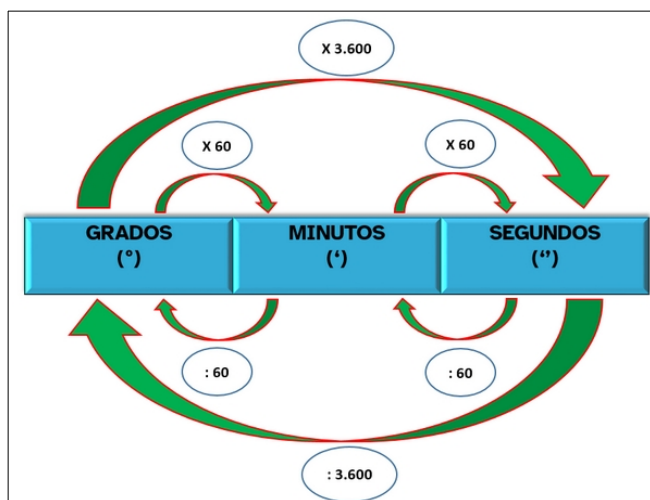 X 3.600
X 60
X 60
GRADOS
(°)
MINUTOS
(‘)
SEGUNDOS
(‘’)
: 60
: 60
: 3.600